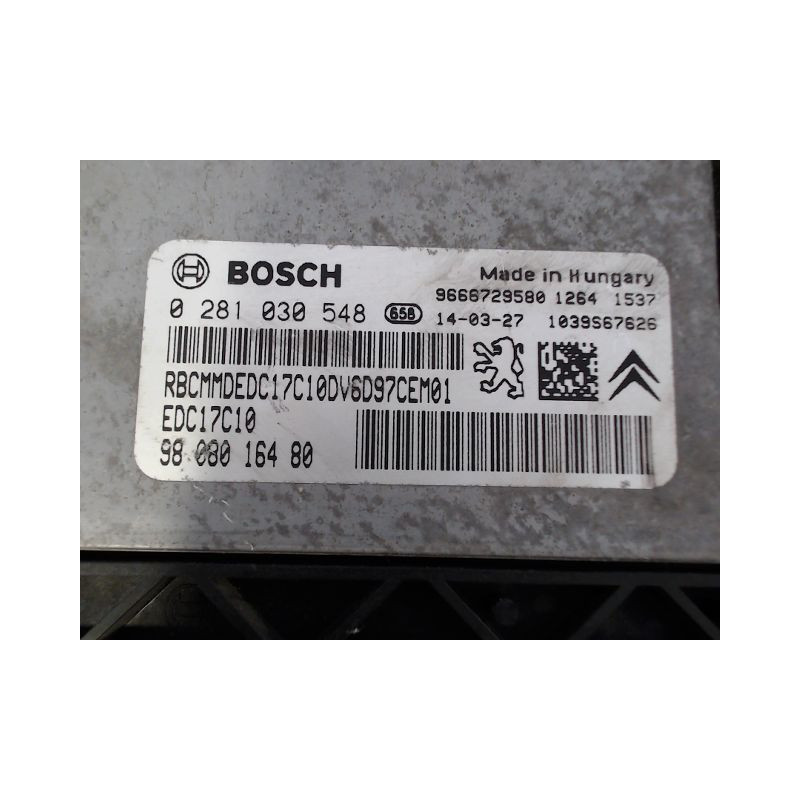 BOSCH
Made in Hungary
0 281 030 548 658
9666729580 1264 1537
14-03-27 1039S67626
RBCMMDEDC17C10DV6D97CEM01
EDC17C10
98 080 164 80